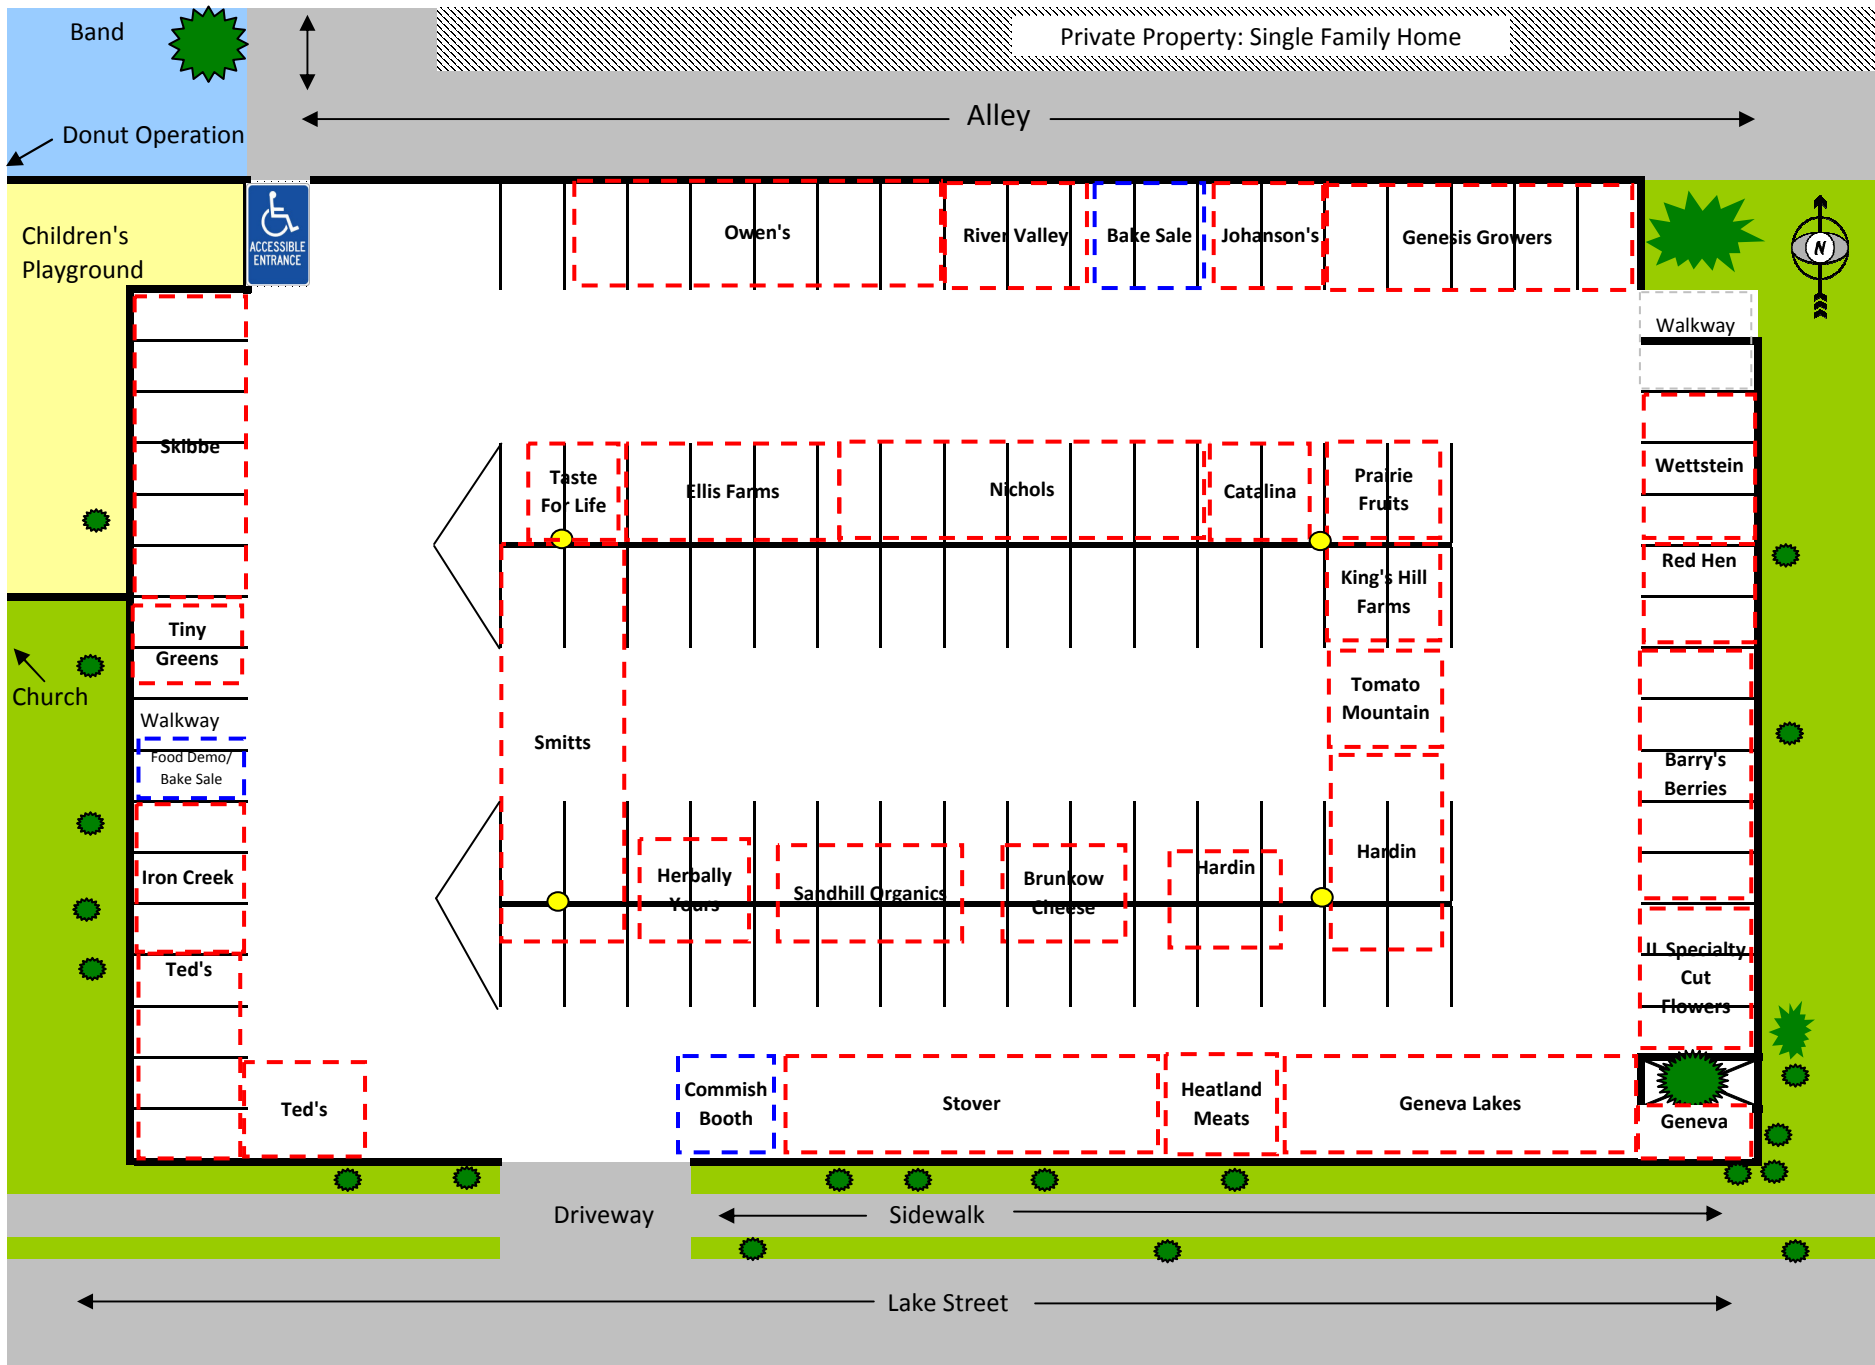 Band
Private Property: Single Family Home
Alley
Donut Operation
ACCESSIBLE
ENTRANCE
Children's
Playground
Owen's
River Valley
Bake Sale
Johanson's
Genesis Growers
N
Walkway
Skibbe
Taste
For Life
Ellis Farms
Nichols
Catalina
Prairie
Fruits
Wettstein
King's Hill
Farms
Red Hen
Tiny
Greens
Church
Walkway
Food Demo/
Bake Sale
Smitts
Tomato
Mountain
Barry's
Berries
Iron Creek
Herbally
Yours
Sandhill Organics
Brunkow
Cheese
Hardin
Hardin
IL Specialty
Cut
Flowers
Ted's
Ted's
Commish
Booth
Stover
Heatland
Meats
Geneva Lakes
Geneva
Driveway
Sidewalk
Lake Street